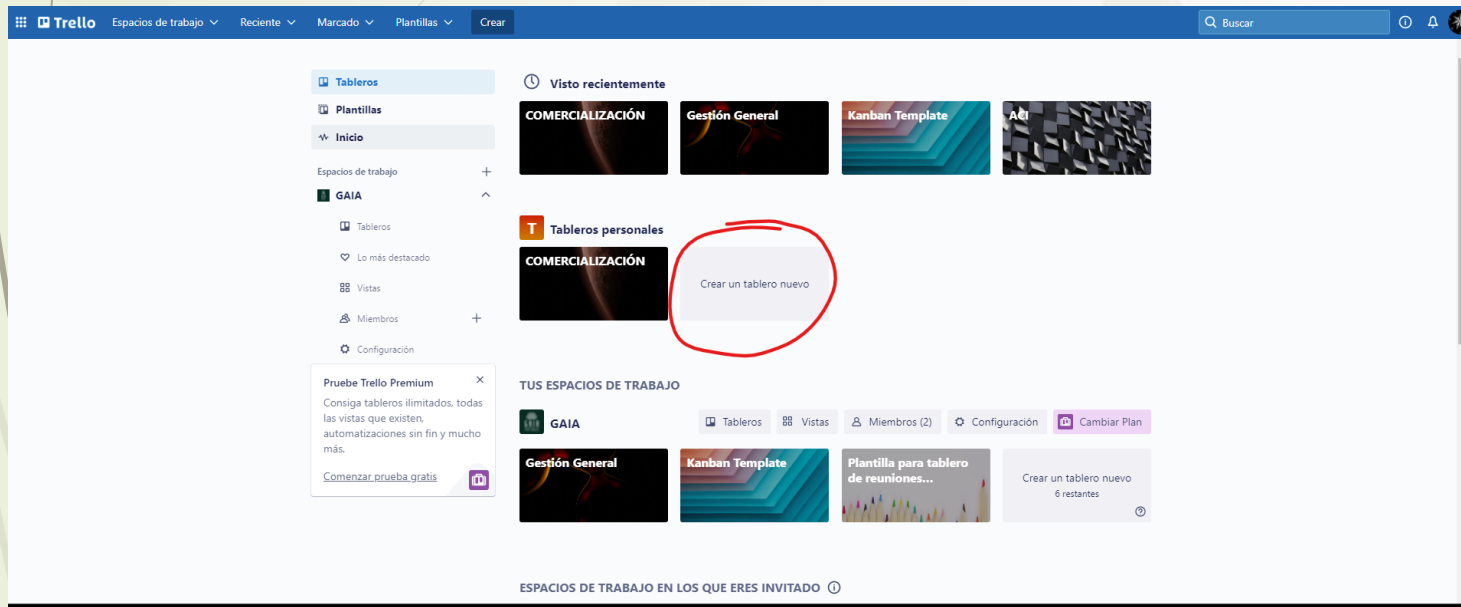 Trello Espacios de trabajo Reciente Marcado Plantillas Crear Buscar
Tableros
Plantillas
Inicio
Espacios de trabajo
GAIA
Tableros
Lo más destacado
Vistas
Miembros
Configuración
Pruebe Trello Premium
Consiga tableros ilimitados, todas
las vistas que existen,
automatizaciones sin fin y mucho
más.
Comenzar prueba gratis
Visto recientemente
COMERCIALIZACIÓN Gestión General Kanban Template ACI
T Tableros personales
COMERCIALIZACIÓN
Crear un tablero nuevo
TUS ESPACIOS DE TRABAJO
GAIA Tableros Vistas Miembros (2) Configuración Cambiar Plan
Gestión General Kanban Template Plantilla para tablero
de reuniones...
Crear un tablero nuevo
6 restantes
ESPACIOS DE TRABAJO EN LOS QUE ERES INVITADO